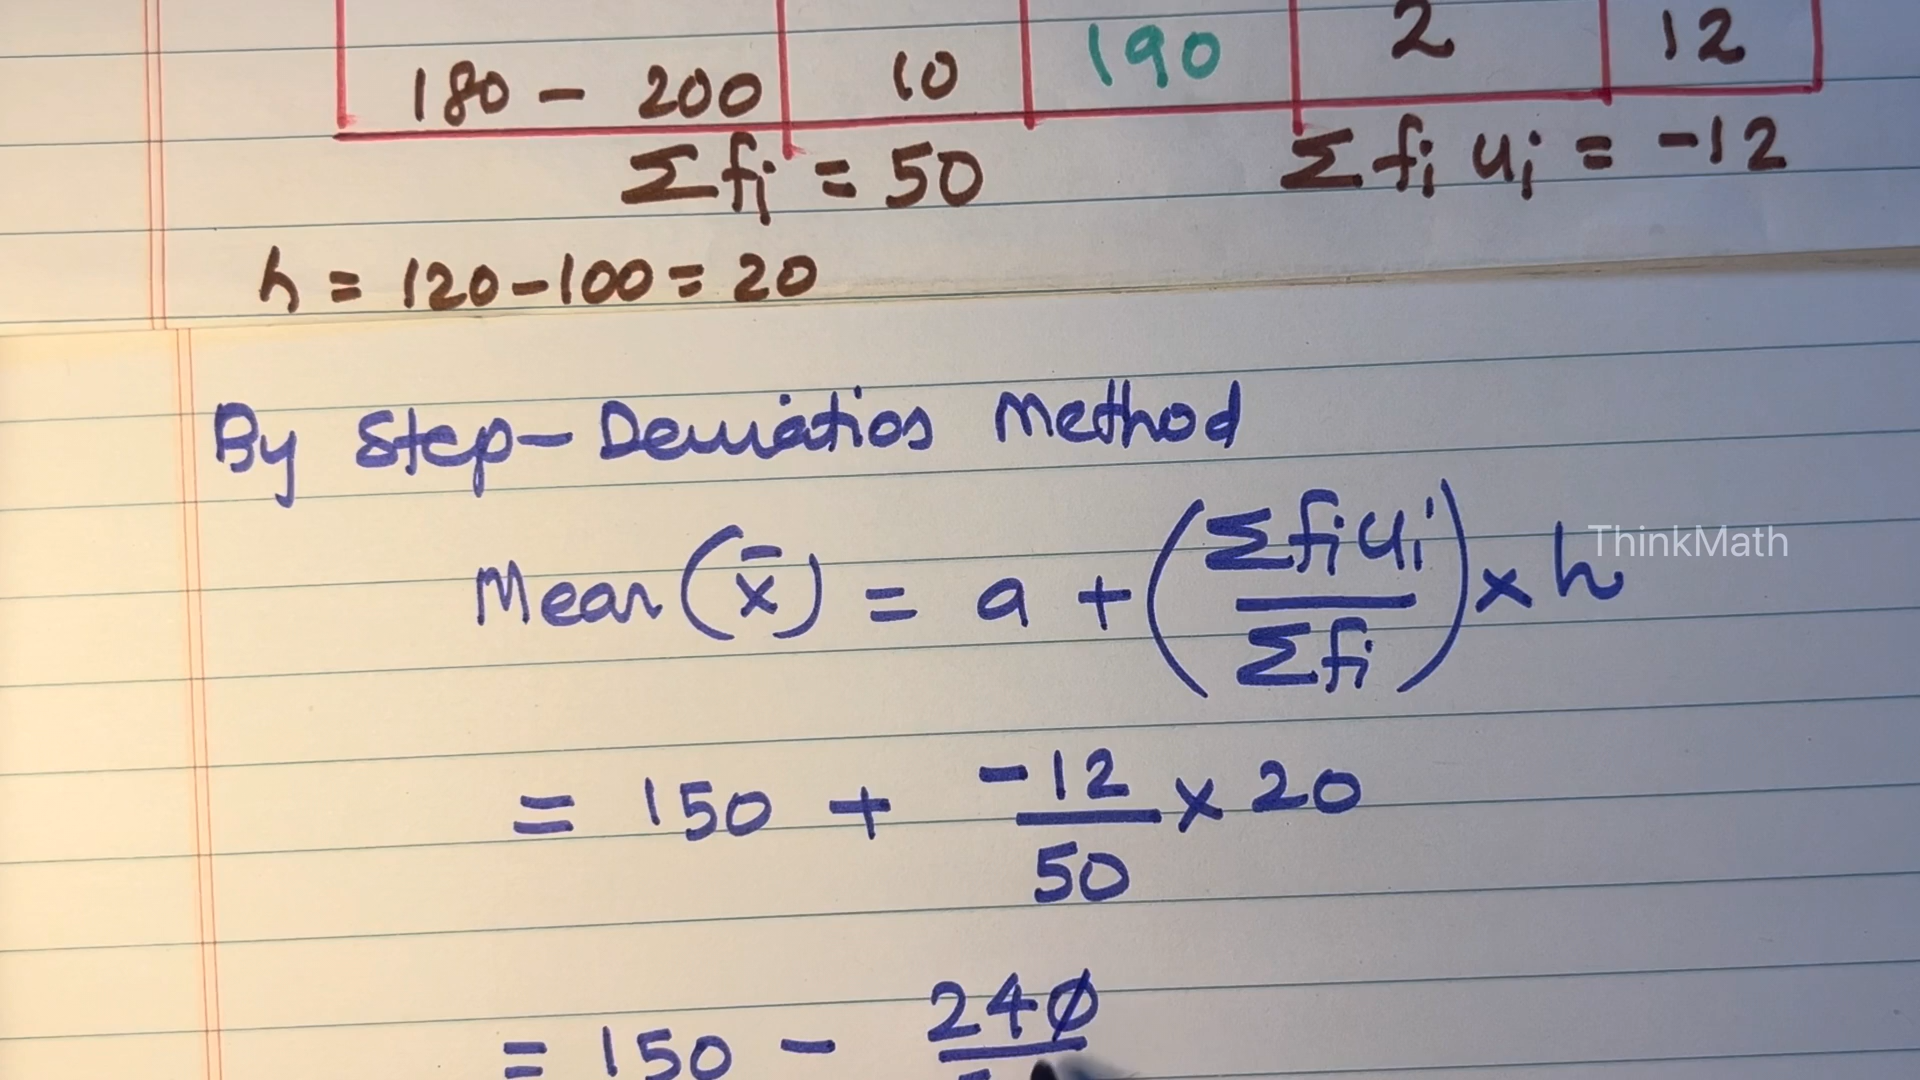 180 - 200 10 190 2 12
Σfi = 50 Σ fi ui = -12
h = 120-100 = 20
By Step-Deviation Method
Mean (x̄) = a + (Σfiui / Σfi) × h
ThinkMath
= 150 + -12/50 × 20
= 150 - 240